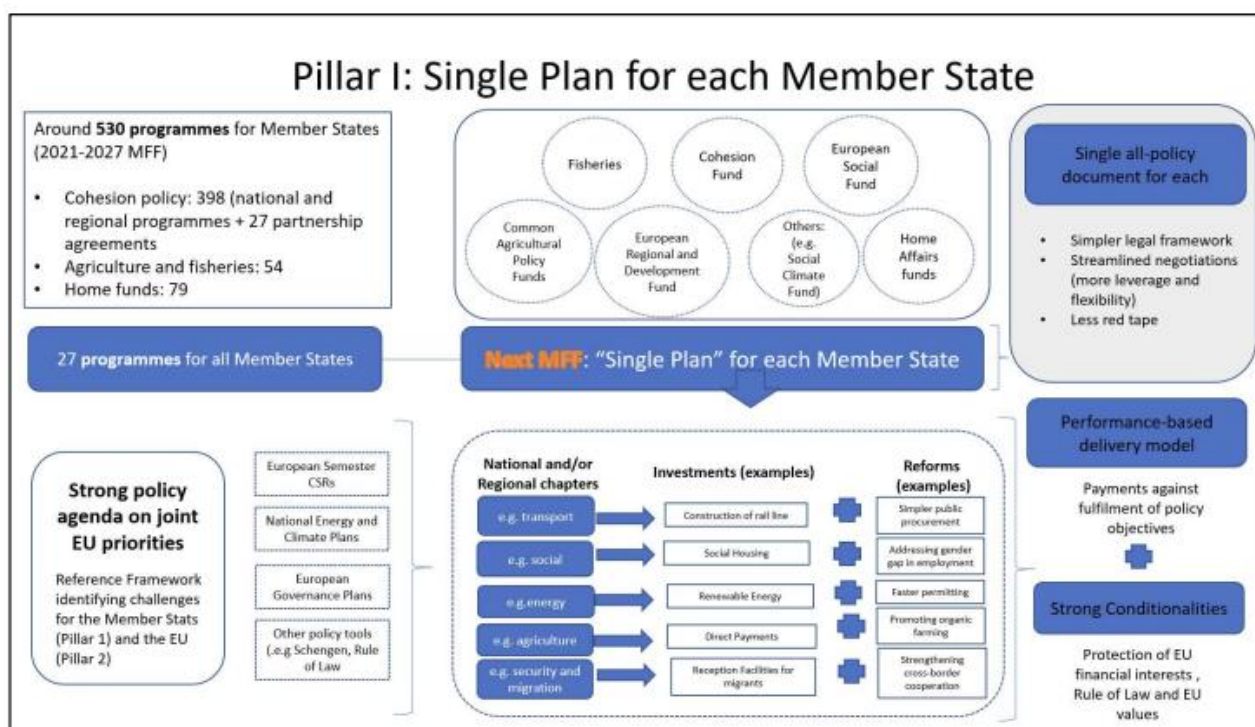 Pillar I: Single Plan for each Member State
Around 530 programmes for Member States
(2021-2027 MFF)
• Cohesion policy: 398 (national and
regional programmes + 27 partnership
agreements
• Agriculture and fisheries: 54
• Home funds: 79
Fisheries
Cohesion
Fund
European
Social
Fund
Common
Agricultural
Policy
Funds
European
Regional and
Development
Fund
Others:
(e.g.
Social
Climate
Fund)
Home
Affairs
funds
Single all-policy
document for each
• Simpler legal framework
• Streamlined negotiations
(more leverage and
flexibility)
• Less red tape
27 programmes for all Member States
Next MFF: “Single Plan” for each Member State
Strong policy
agenda on joint
EU priorities
Reference Framework
identifying challenges
for the Member Stats
(Pillar 1) and the EU
(Pillar 2)
European Semester
CSRs
National Energy and
Climate Plans
European
Governance Plans
Other policy tools
(.e.g Schengen, Rule
of Law
National and/or
Regional chapters
Investments (examples)
Reforms
(examples)
e.g. transport
Construction of rail line
Simpler public
procurement
e.g. social
Social Housing
Addressing gender
gap in employment
e.g.energy
Renewable Energy
Faster permitting
e.g. agriculture
Direct Payments
Promoting organic
farming
e.g. security and
migration
Reception Facilities for
migrants
Strengthening
cross-border
cooperation
Performance-based
delivery model
Payments against
fulfilment of policy
objectives
Strong Conditionalities
Protection of EU
financial interests ,
Rule of Law and EU
values